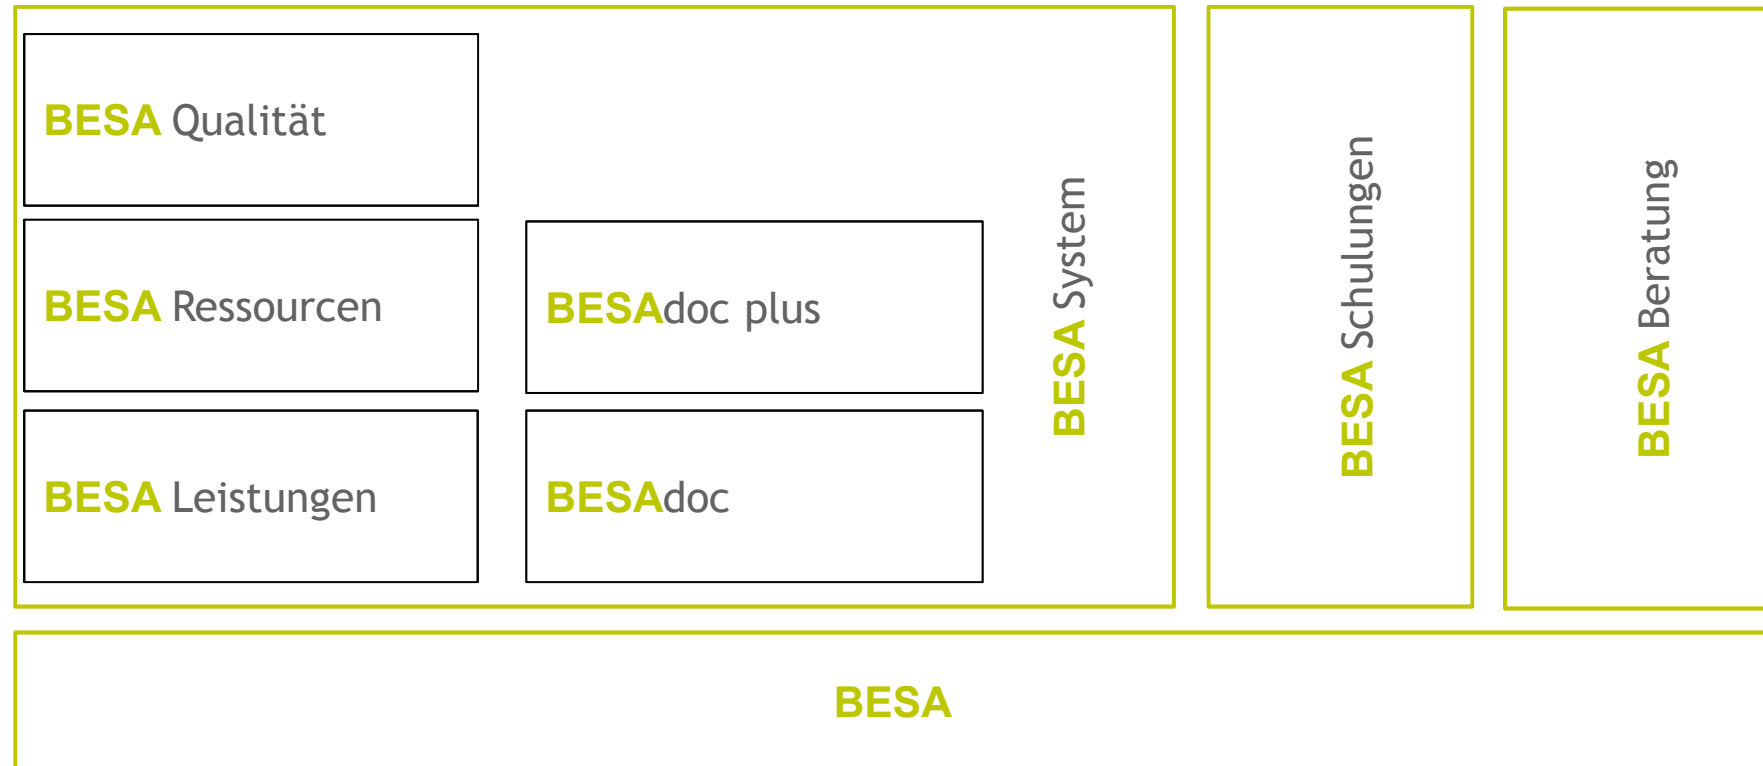 BESA Qualität
BESA Ressourcen
BESA Leistungen
BESAdoc plus
BESAdoc
BESA System
BESA Schulungen
BESA Beratung
BESA